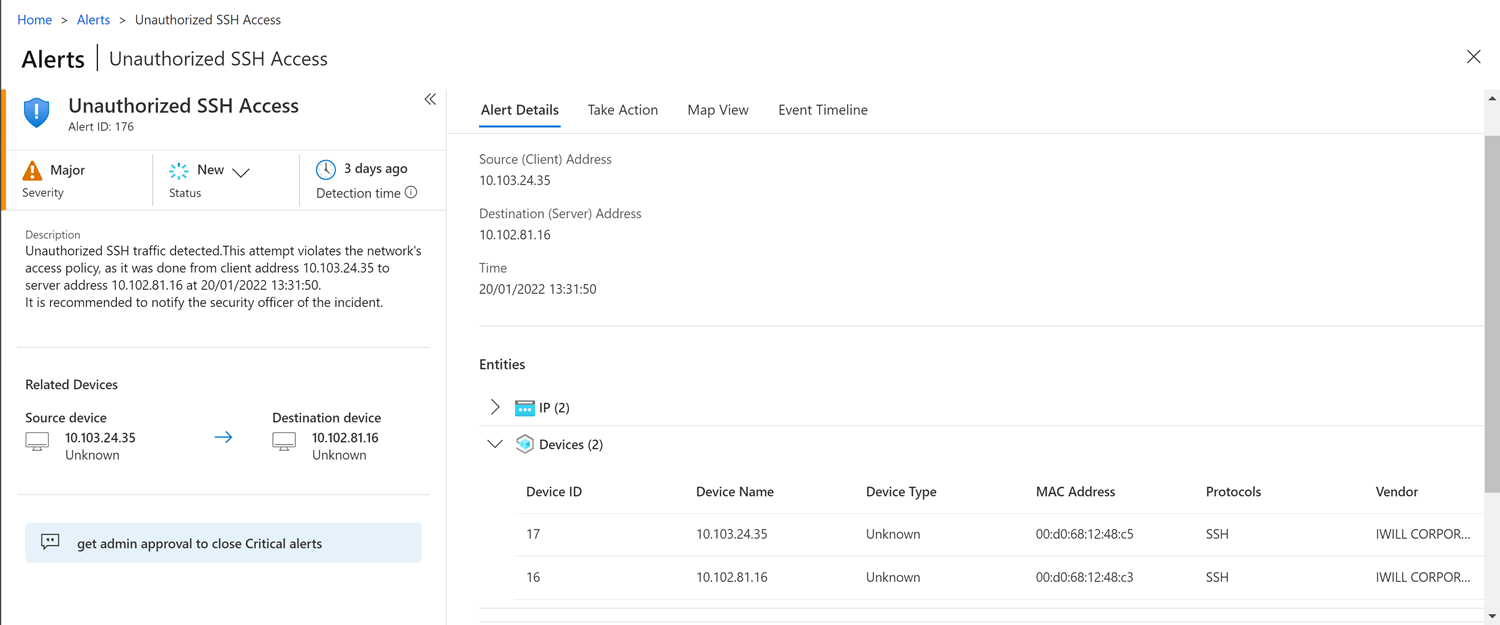 Home > Alerts > Unauthorized SSH Access
Alerts | Unauthorized SSH Access
Unauthorized SSH Access
Alert ID: 176
Major
Severity
New
Status
3 days ago
Detection time
Description
Unauthorized SSH traffic detected.This attempt violates the network's
access policy, as it was done from client address 10.103.24.35 to
server address 10.102.81.16 at 20/01/2022 13:31:50.
It is recommended to notify the security officer of the incident.
Related Devices
Source device
10.103.24.35
Unknown
Destination device
10.102.81.16
Unknown
get admin approval to close Critical alerts
Alert Details Take Action Map View Event Timeline
Source (Client) Address
10.103.24.35
Destination (Server) Address
10.102.81.16
Time
20/01/2022 13:31:50
Entities
IP (2)
Devices (2)
Device ID Device Name Device Type MAC Address Protocols Vendor
17 10.103.24.35 Unknown 00:d0:68:12:48:c5 SSH IWILL CORPOR...
16 10.102.81.16 Unknown 00:d0:68:12:48:c3 SSH IWILL CORPOR...